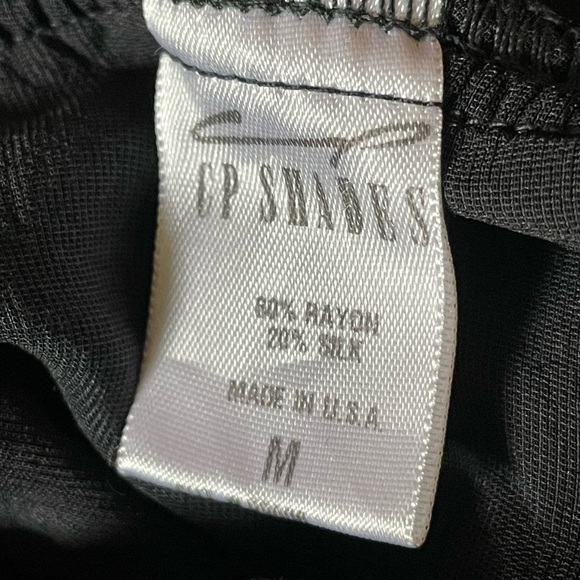 CP SHADES
80% RAYON
20% SILK
MADE IN U.S.A.
M